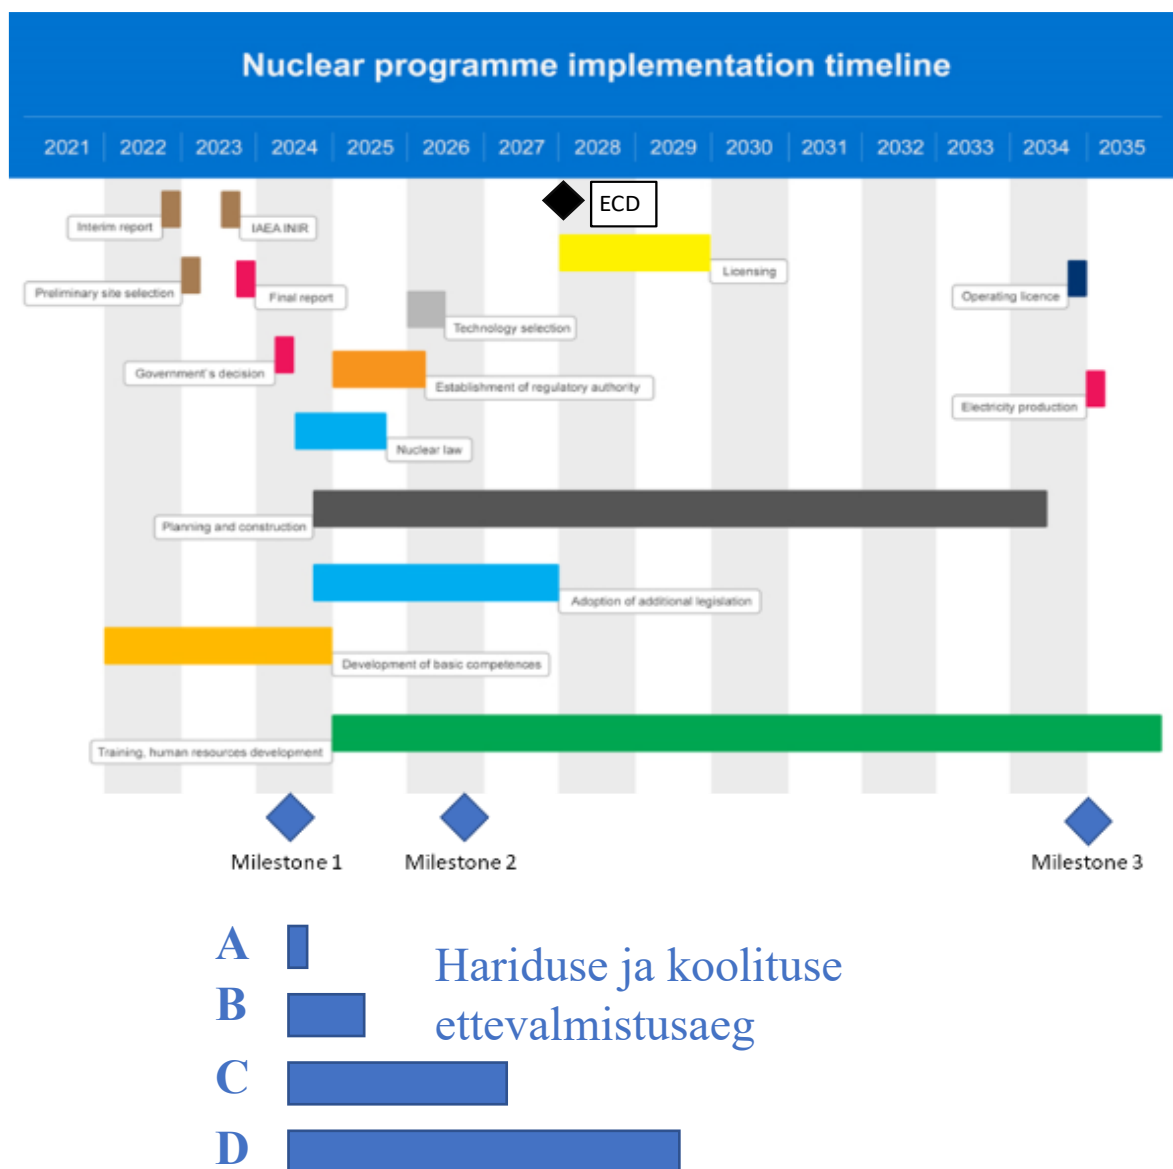 Nuclear programme implementation timeline
2021 2022 2023 2024 2025 2026 2027 2028 2029 2030 2031 2032 2033 2034 2035
ECD
Interim report
IAEA INIR
Licensing
Preliminary site selection
Final report
Operating licence
Technology selection
Government`s decision
Establishment of regulatory authority
Electricity production
Nuclear law
Planning and construction
Adoption of additional legislation
Development of basic competences
Training, human resources development
Milestone 1
Milestone 2
Milestone 3
A
Hariduse ja koolituse
B
ettevalmistusaeg
C
D